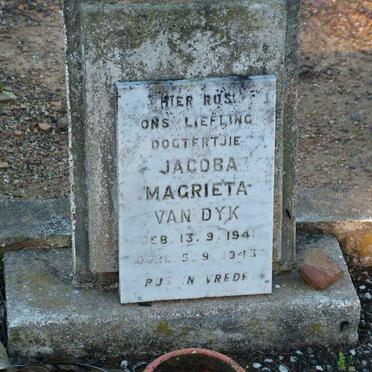 HIER RUS
ONS LIEFLING
DOGTERTJIE
JACOBA
MAGRIETA
VAN DYK
GEB. 13. 9. 1941
OORL. 5. 9. 1943
RUS IN VREDE